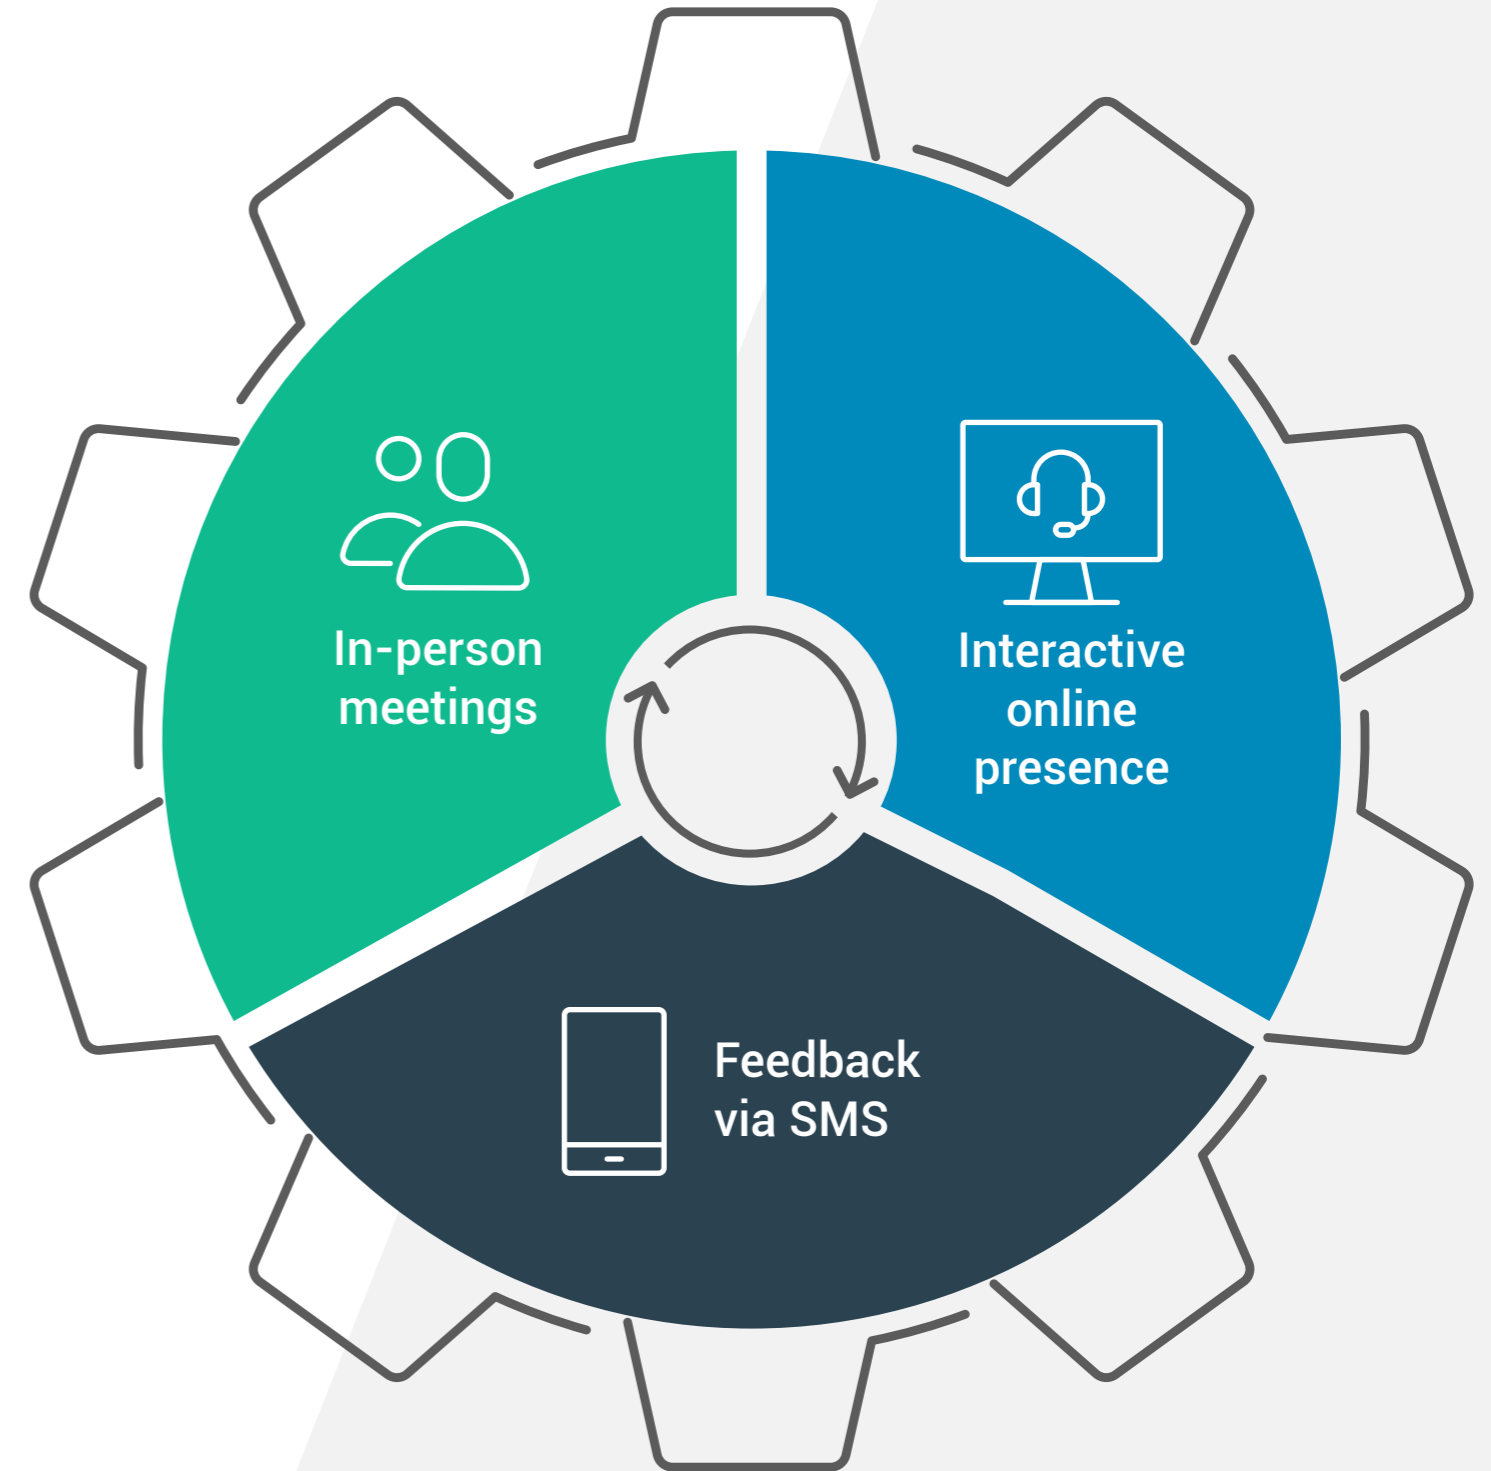 In-person
meetings
Interactive
online
presence
Feedback
via SMS